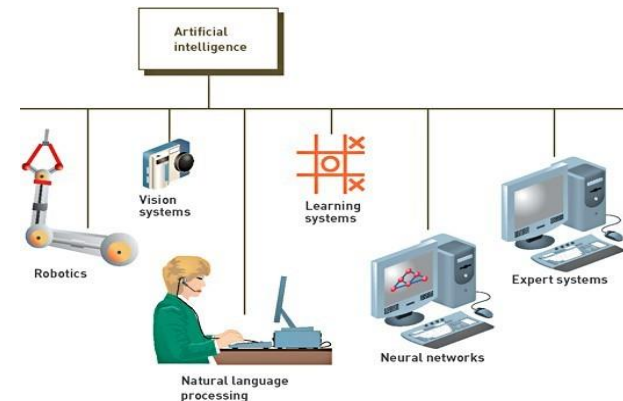 Artificial
intelligence
Vision
systems
Learning
systems
Robotics
Expert systems
Neural networks
Natural language
processing